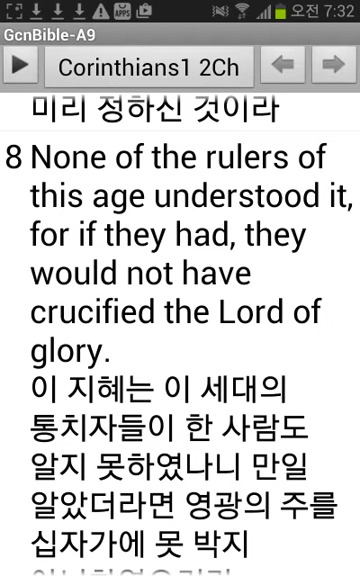 오전 7:32
GcnBible-A9
Corinthians1 2Ch
미리 정하신 것이라
8 None of the rulers of
this age understood it,
for if they had, they
would not have
crucified the Lord of
glory.
이 지혜는 이 세대의
통치자들이 한 사람도
알지 못하였나니 만일
알았더라면 영광의 주를
십자가에 못 박지